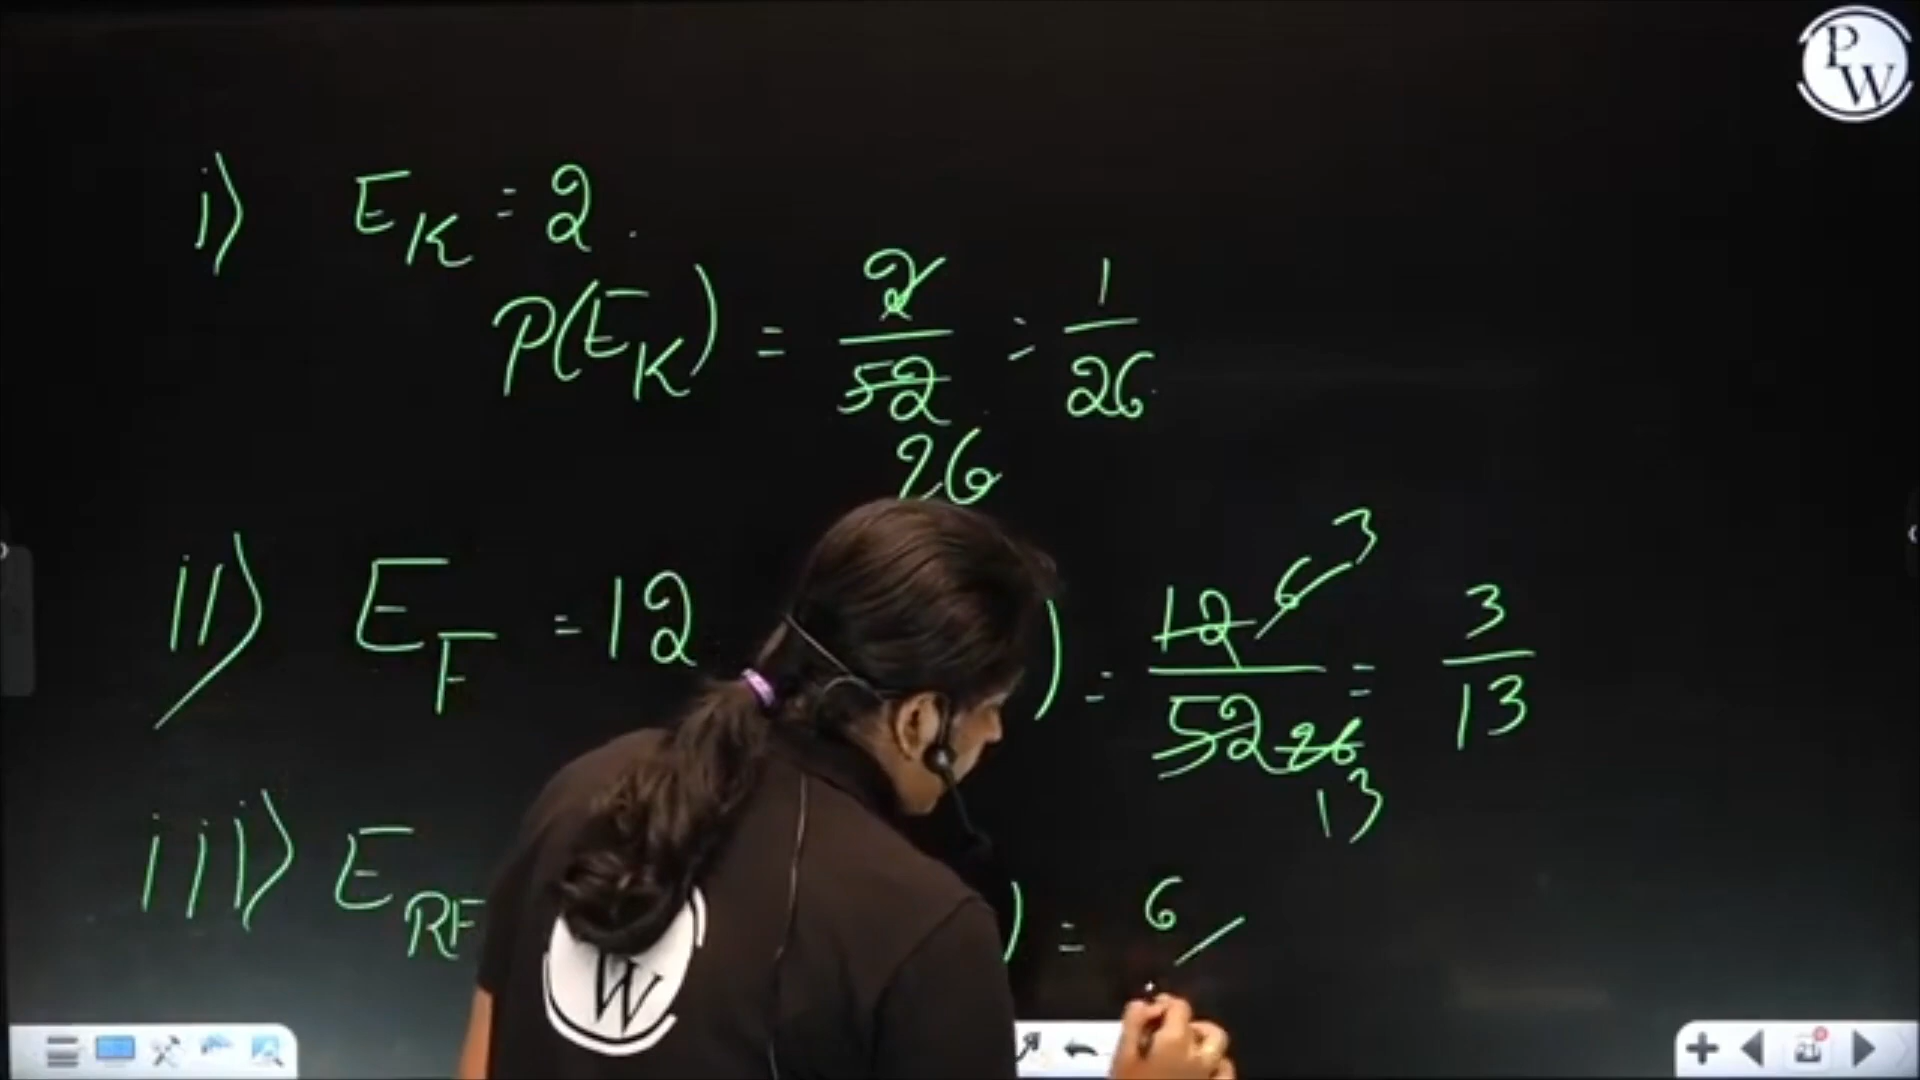 PW
i) E_K = 2.
P(E_K) = 2/52 = 1/26
26
ii) E_F = 12 ) = 12/52 = 3/13
6 3
26
13
iii) E_RF ) = 6/
W